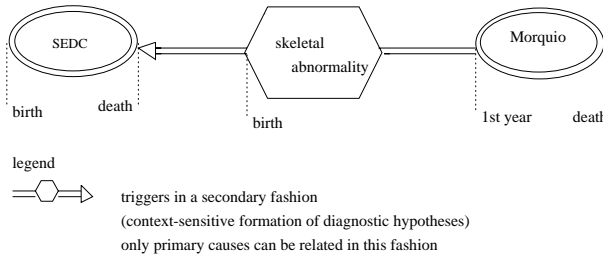 SEDC
skeletal
abnormality
Morquio
birth
death
birth
1st year
death
legend
triggers in a secondary fashion
(context-sensitive formation of diagnostic hypotheses)
only primary causes can be related in this fashion